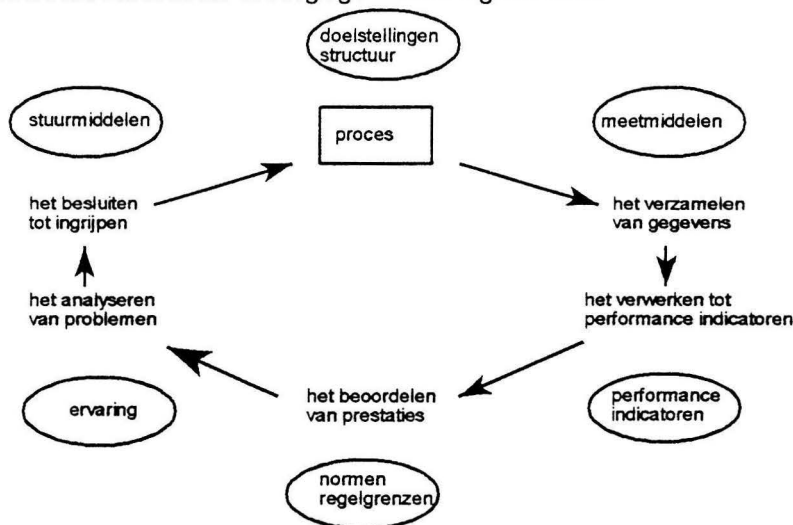 doelstellingen
structuur
stuurmiddelen
proces
meetmiddelen
het besluiten
tot ingrijpen
het verzamelen
van gegevens
het analyseren
van problemen
het verwerken tot
performance indicatoren
het beoordelen
van prestaties
ervaring
performance
indicatoren
normen
regelgrenzen